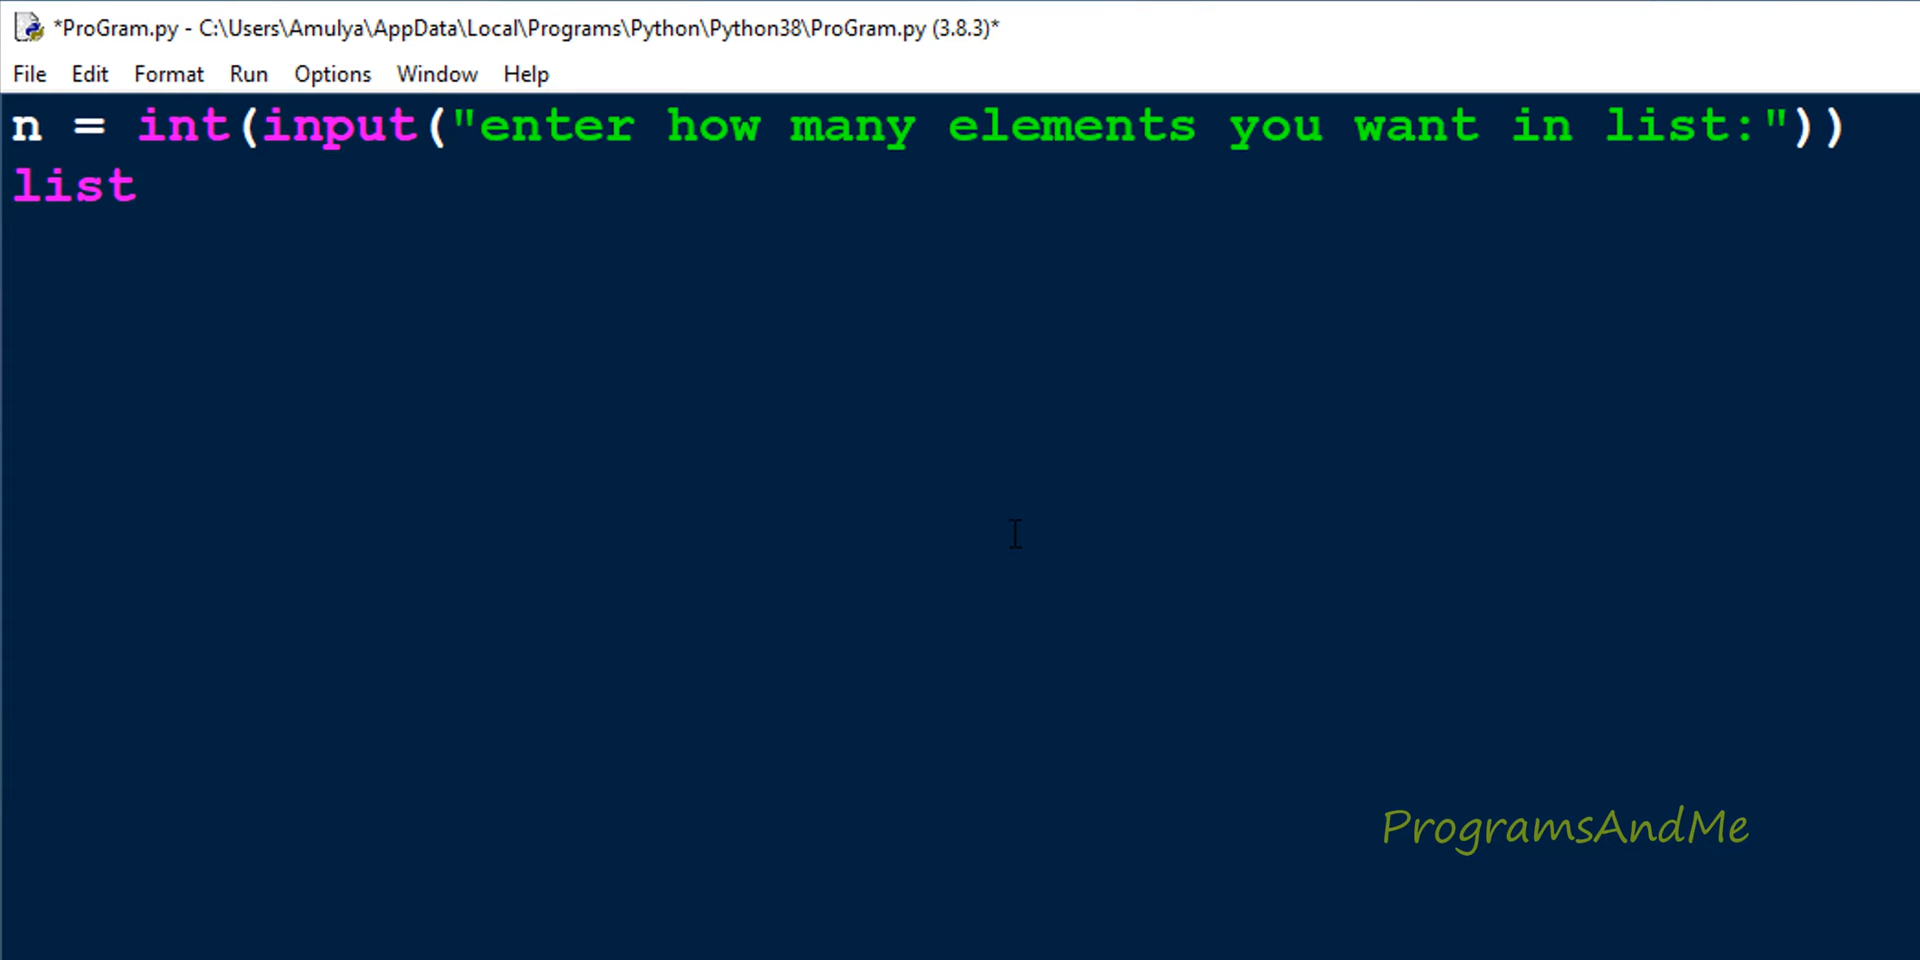 *ProGram.py - C:\Users\Amulya\AppData\Local\Programs\Python\Python38\ProGram.py (3.8.3)*
File Edit Format Run Options Window Help
n = int(input("enter how many elements you want in list:"))
list
ProgramsAndMe